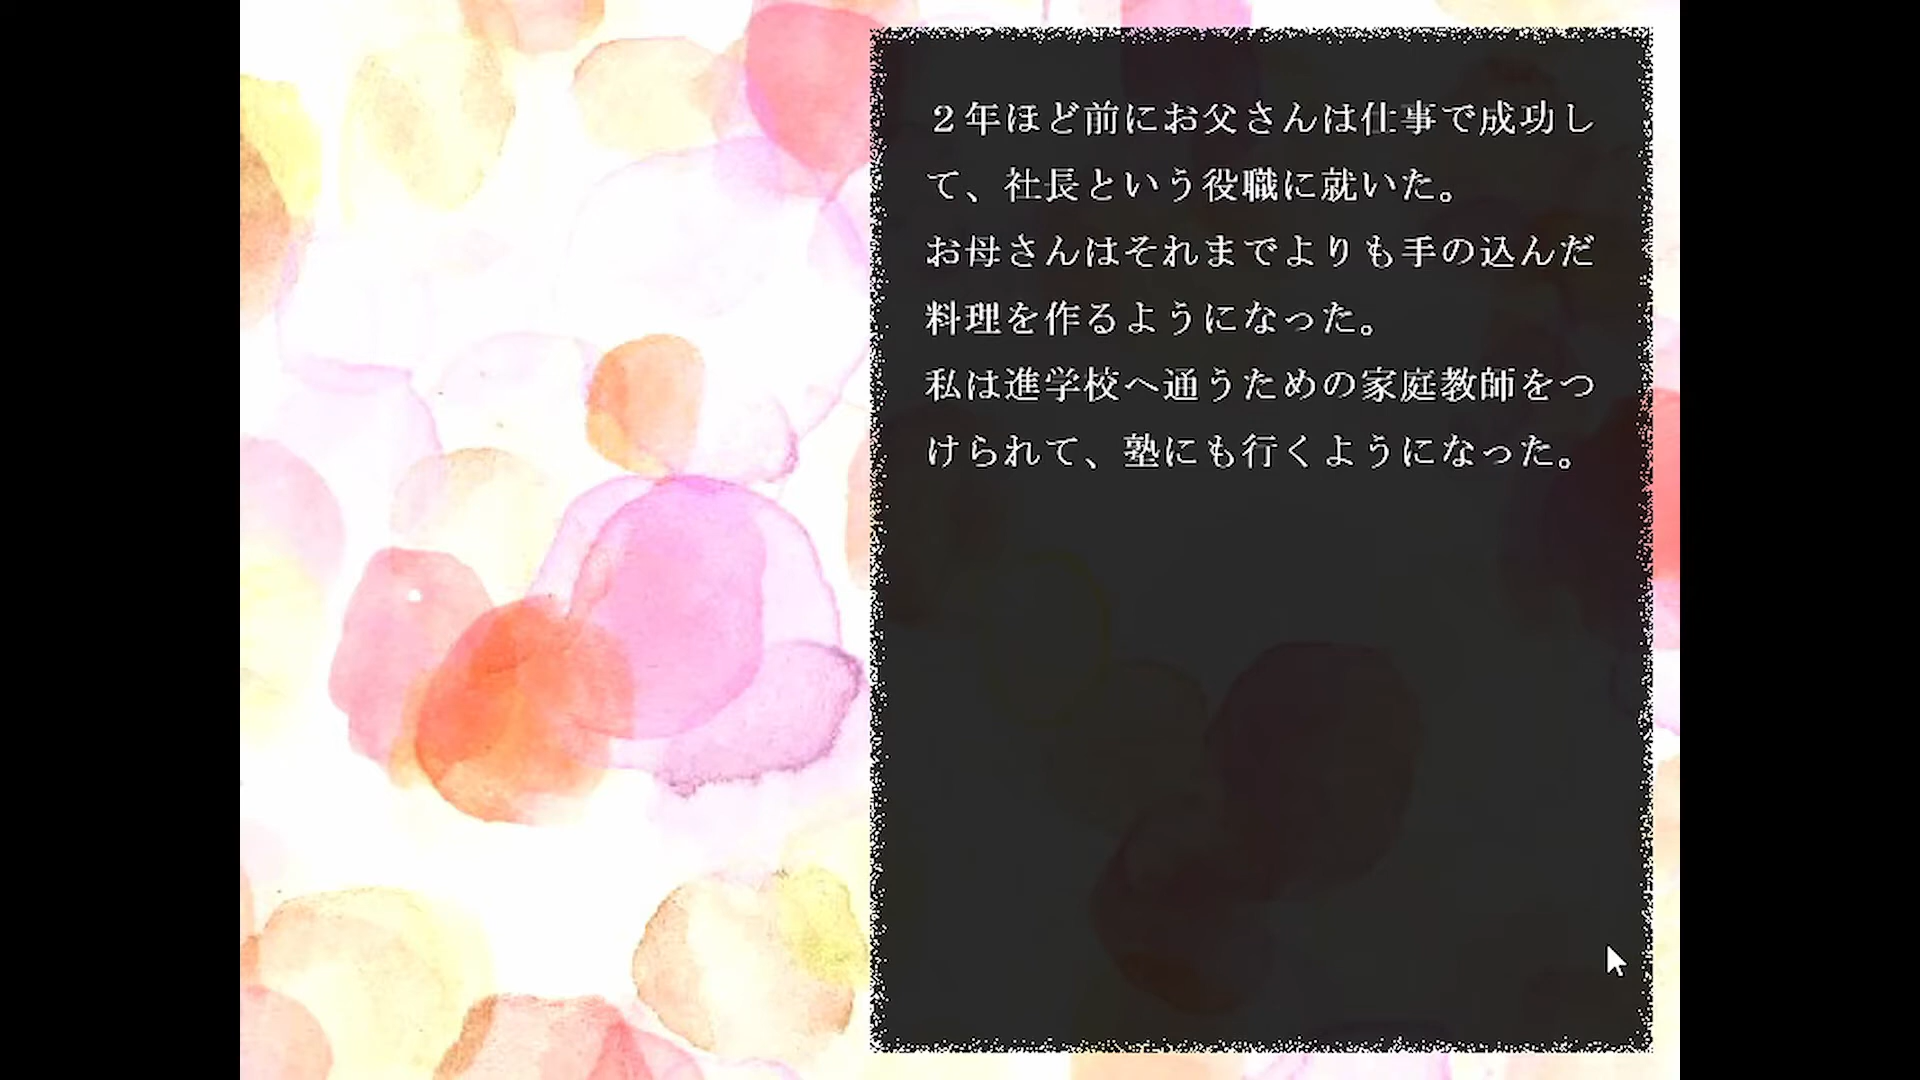 ２年ほど前にお父さんは仕事で成功し
て、社長という役職に就いた。
お母さんはそれまでよりも手の込んだ
料理を作るようになった。
私は進学校へ通うための家庭教師をつ
けられて、塾にも行くようになった。